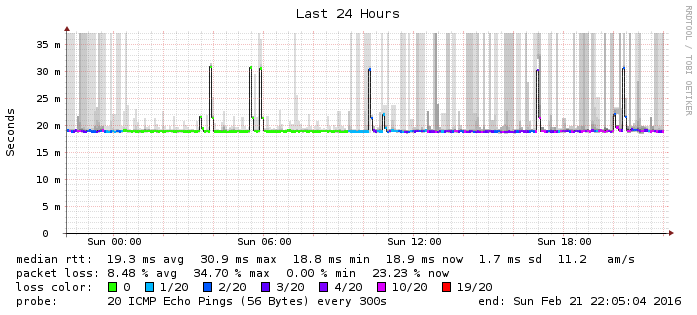 Last 24 Hours
RRDTOOL / TOBI OETIKER
Seconds
35 m
30 m
25 m
20 m
15 m
10 m
5 m
0
Sun 00:00 Sun 06:00 Sun 12:00 Sun 18:00
median rtt: 19.3 ms avg 30.9 ms max 18.8 ms min 18.9 ms now 1.7 ms sd 11.2 am/s
packet loss: 8.48 % avg 34.70 % max 0.00 % min 23.23 % now
loss color: 0 1/20 2/20 3/20 4/20 10/20 19/20
probe: 20 ICMP Echo Pings (56 Bytes) every 300s end: Sun Feb 21 22:05:04 2016